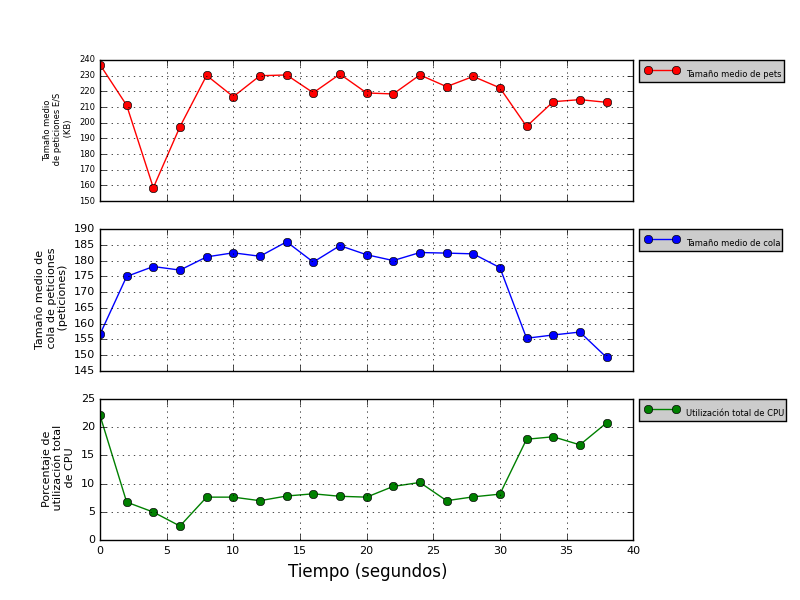 240
230
220
210
200
190
180
170
160
150
Tamaño medio
de peticiones E/S
(KB)
Tamaño medio de pets
190
185
180
175
170
165
160
155
150
145
Tamaño medio de
cola de peticiones
(peticiones)
Tamaño medio de cola
25
20
15
10
5
0
Porcentaje de
utilización total
de CPU
Utilización total de CPU
0 5 10 15 20 25 30 35 40
Tiempo (segundos)